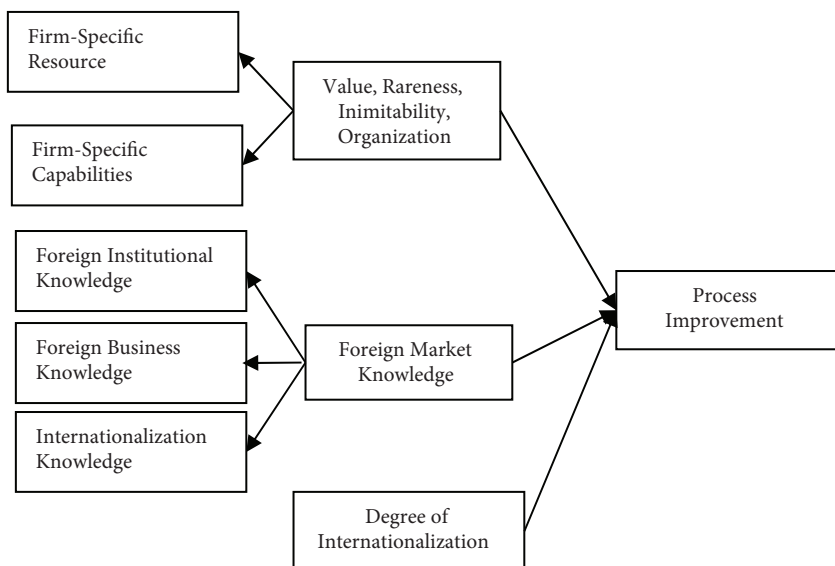 Firm-Specific
Resource
Value, Rareness,
Inimitability,
Organization
Firm-Specific
Capabilities
Foreign Institutional
Knowledge
Process
Improvement
Foreign Business
Knowledge
Foreign Market
Knowledge
Internationalization
Knowledge
Degree of
Internationalization